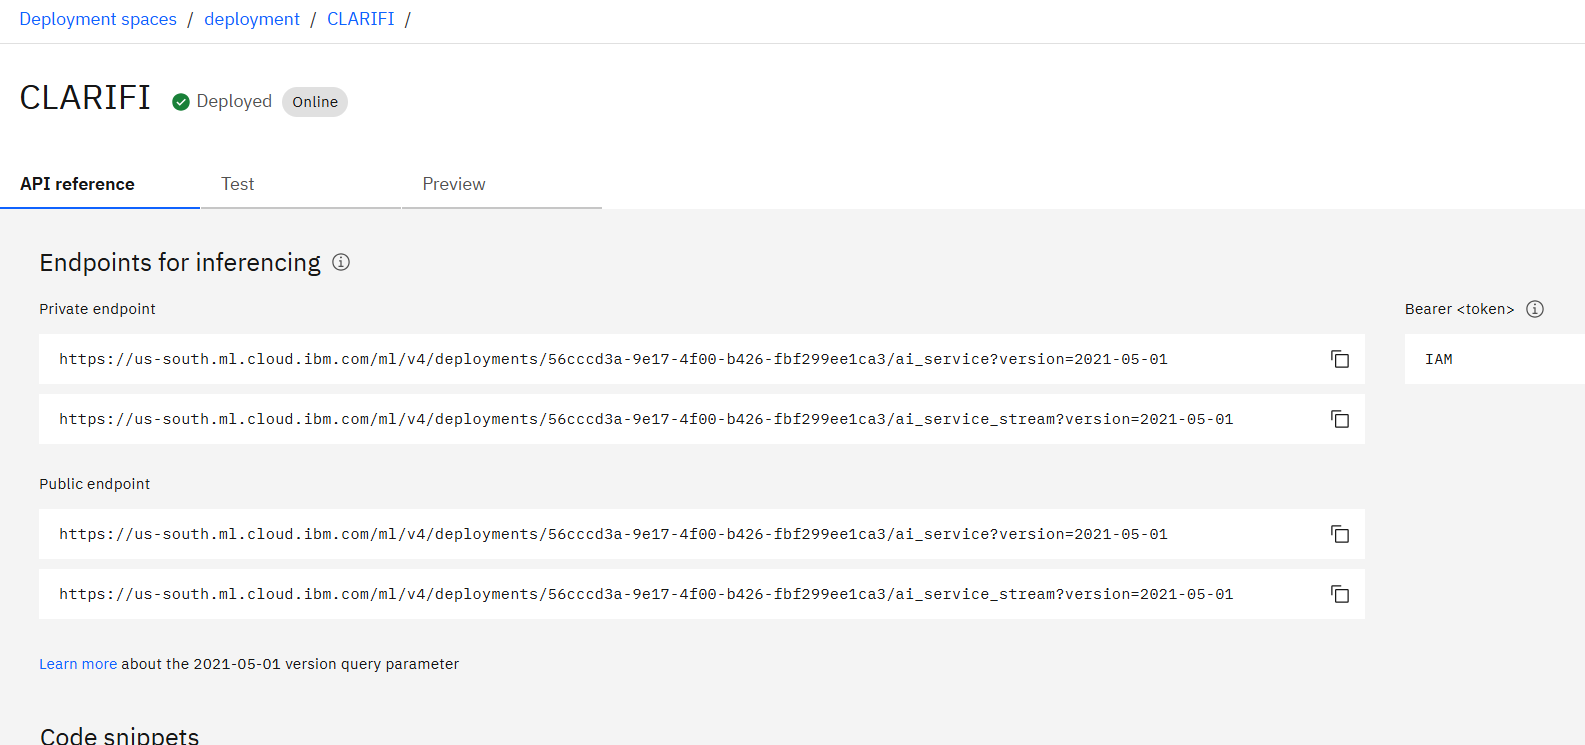 Deployment spaces / deployment / CLARIFI /
CLARIFI Deployed Online
API reference Test Preview
Endpoints for inferencing
Private endpoint
https://us-south.ml.cloud.ibm.com/ml/v4/deployments/56cccd3a-9e17-4f00-b426-fbf299ee1ca3/ai_service?version=2021-05-01
https://us-south.ml.cloud.ibm.com/ml/v4/deployments/56cccd3a-9e17-4f00-b426-fbf299ee1ca3/ai_service_stream?version=2021-05-01
Bearer <token>
IAM
Public endpoint
https://us-south.ml.cloud.ibm.com/ml/v4/deployments/56cccd3a-9e17-4f00-b426-fbf299ee1ca3/ai_service?version=2021-05-01
https://us-south.ml.cloud.ibm.com/ml/v4/deployments/56cccd3a-9e17-4f00-b426-fbf299ee1ca3/ai_service_stream?version=2021-05-01
Learn more about the 2021-05-01 version query parameter
Code snippets